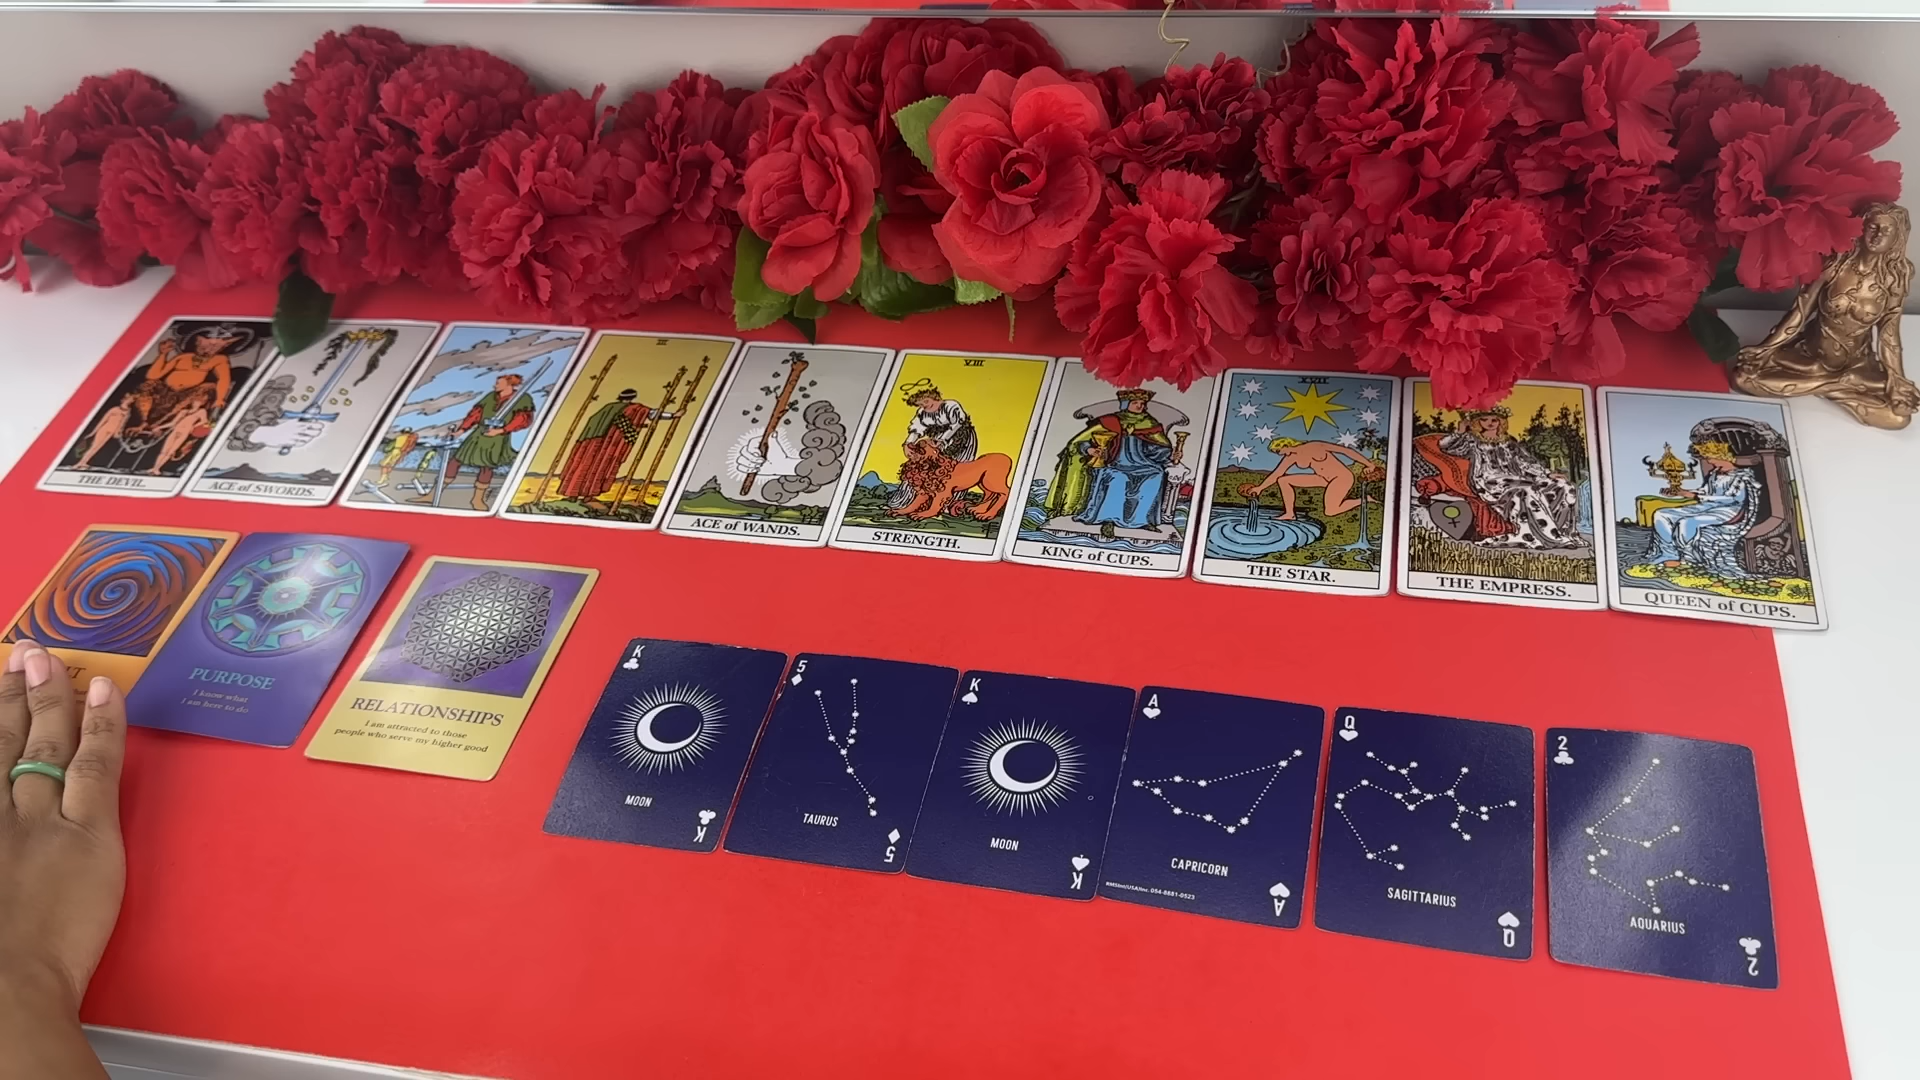 THE DEVIL.
ACE of SWORDS.
III
ACE of WANDS.
VIII
STRENGTH.
KING of CUPS.
XVII
THE STAR.
THE EMPRESS.
QUEEN of CUPS.
PURPOSE
I know what
I am here to do
RELATIONSHIPS
I am attracted to those
people who serve my higher good
K
MOON
K
5
TAURUS
5
K
MOON
K
A
CAPRICORN
A
Q
SAGITTARIUS
Q
2
AQUARIUS
2